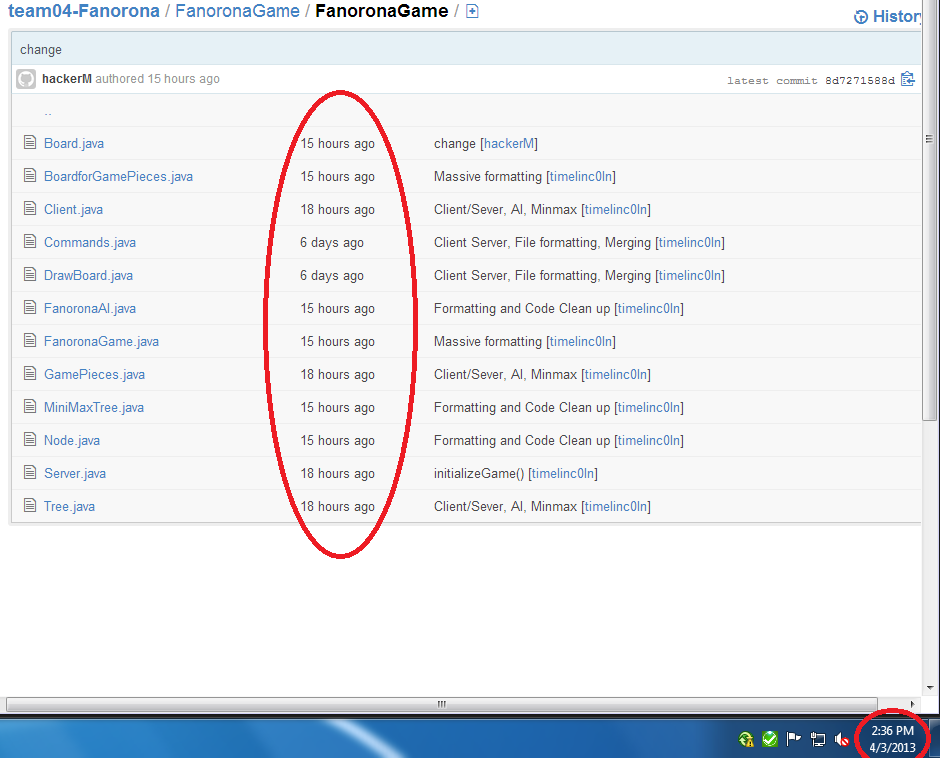 team04-Fanorona / FanoronaGame / FanoronaGame /
History
change
hackerM authored 15 hours ago
latest commit 8d7271588d
..
Board.java 15 hours ago change [hackerM]
BoardforGamePieces.java 15 hours ago Massive formatting [timelinc0ln]
Client.java 18 hours ago Client/Sever, AI, Minmax [timelinc0ln]
Commands.java 6 days ago Client Server, File formatting, Merging [timelinc0ln]
DrawBoard.java 6 days ago Client Server, File formatting, Merging [timelinc0ln]
FanoronaAI.java 15 hours ago Formatting and Code Clean up [timelinc0ln]
FanoronaGame.java 15 hours ago Massive formatting [timelinc0ln]
GamePieces.java 18 hours ago Client/Sever, AI, Minmax [timelinc0ln]
MiniMaxTree.java 15 hours ago Formatting and Code Clean up [timelinc0ln]
Node.java 15 hours ago Formatting and Code Clean up [timelinc0ln]
Server.java 18 hours ago initializeGame() [timelinc0ln]
Tree.java 18 hours ago Client/Sever, AI, Minmax [timelinc0ln]
2:36 PM
4/3/2013